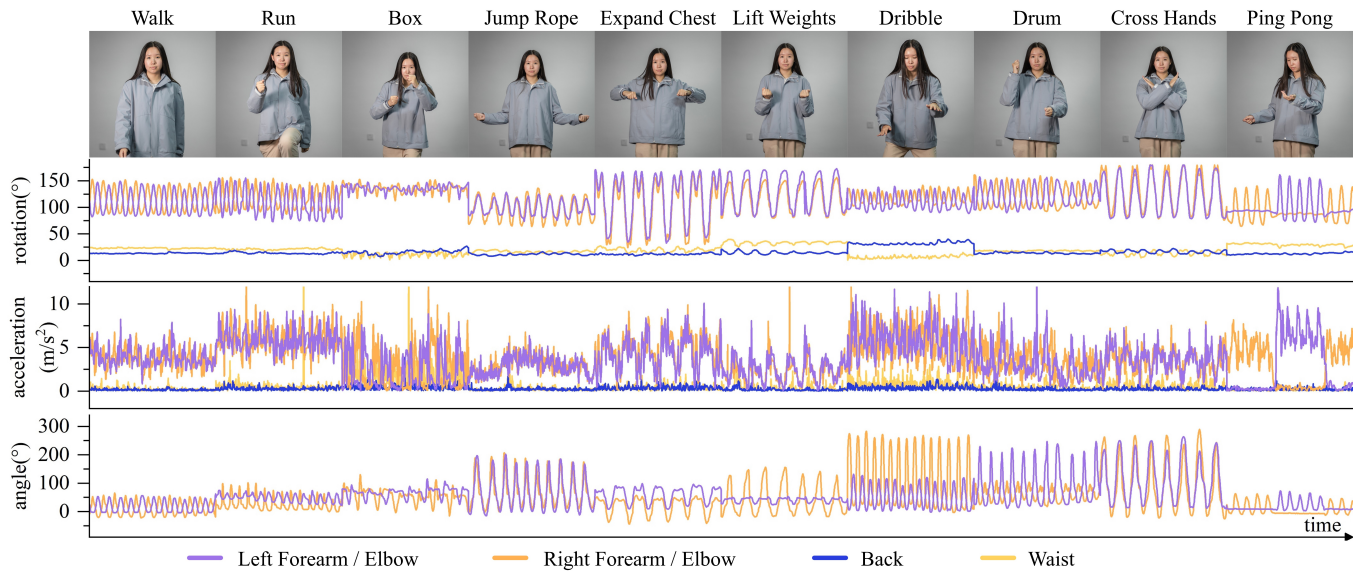 Walk Run Box Jump Rope Expand Chest Lift Weights Dribble Drum Cross Hands Ping Pong
rotation(°)
150
100
50
0
acceleration
(m/s²)
10
5
0
angle(°)
300
200
100
0
time
Left Forearm / Elbow Right Forearm / Elbow Back Waist